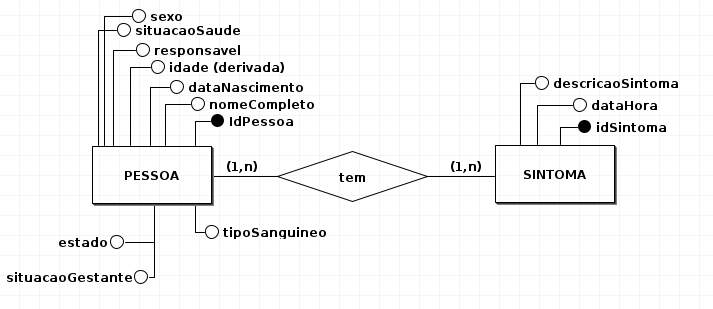 sexo
situacaoSaude
responsavel
idade (derivada)
dataNascimento
nomeCompleto
IdPessoa
descricaoSintoma
dataHora
idSintoma
PESSOA
(1,n)
tem
(1,n)
SINTOMA
estado
tipoSanguineo
situacaoGestante